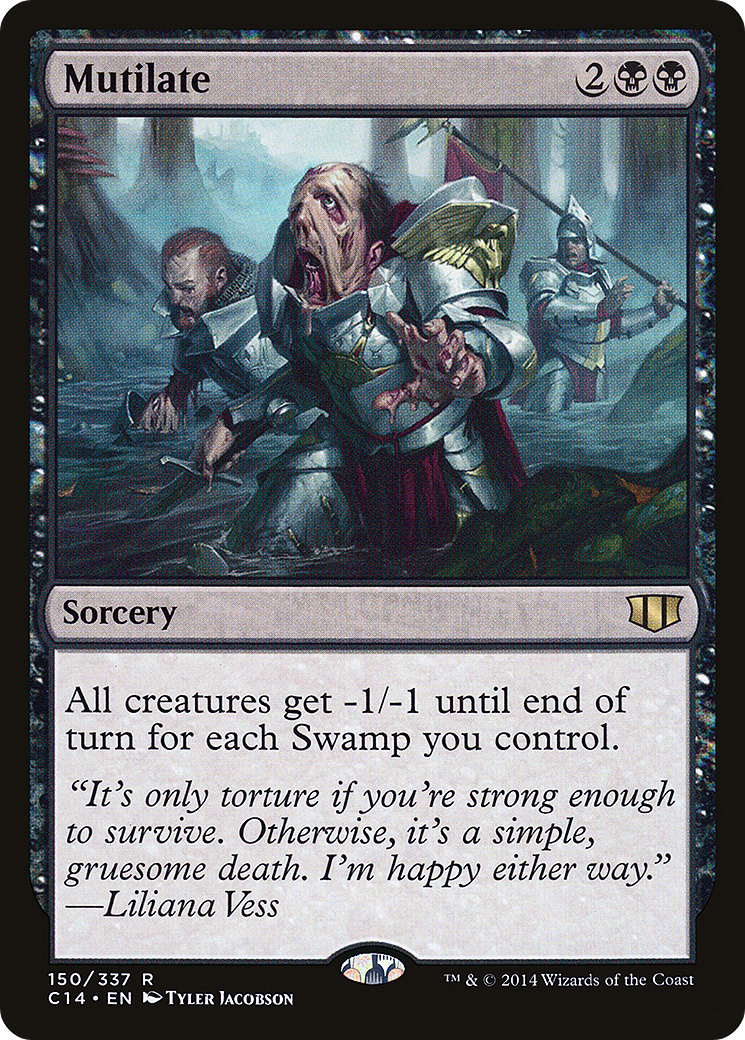 Mutilate 2
Sorcery
All creatures get -1/-1 until end of
turn for each Swamp you control.
“It’s only torture if you’re strong enough
to survive. Otherwise, it’s a simple,
gruesome death. I’m happy either way.”
—Liliana Vess
150/337 R
C14 • EN Tyler Jacobson
™ & © 2014 Wizards of the Coast